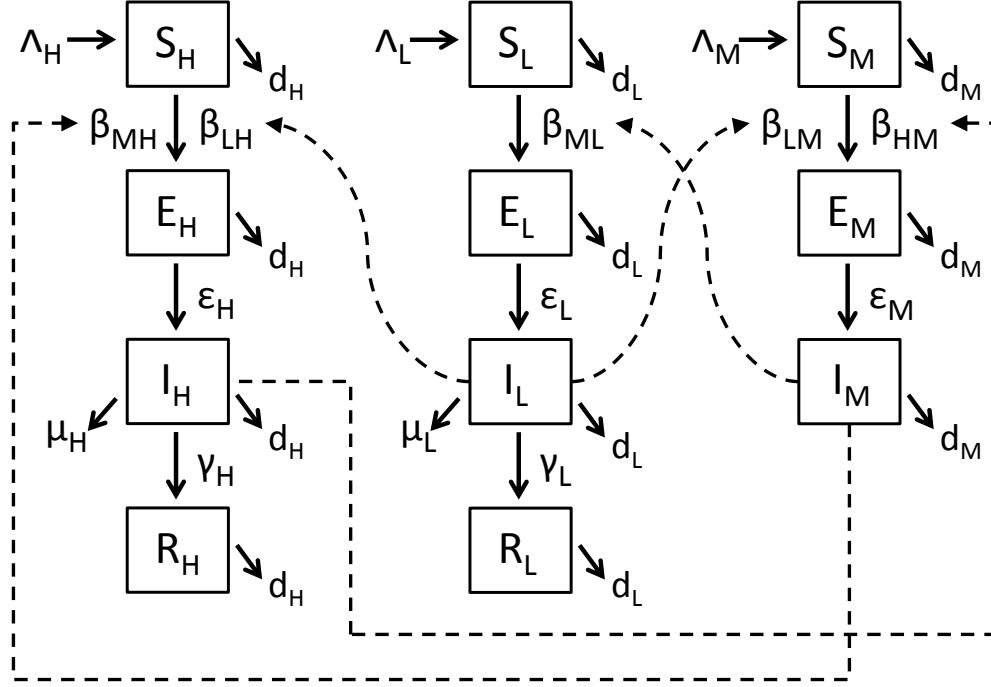 Λ_H S_H d_H Λ_L S_L d_L Λ_M S_M d_M
β_MH β_LH β_ML β_LM β_HM
E_H d_H E_L d_L E_M d_M
ε_H ε_L ε_M
I_H I_L I_M
μ_H d_H μ_L d_L d_M
γ_H γ_L
R_H d_H R_L d_L